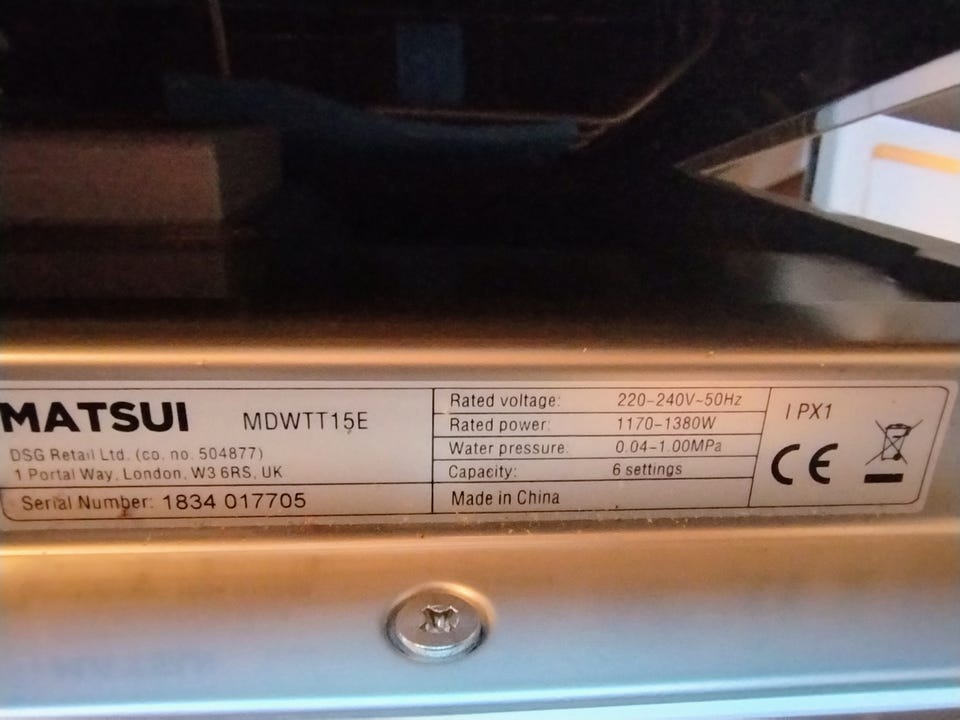 MATSUI MDWTT15E
DSG Retail Ltd. (co. no. 504877)
1 Portal Way, London, W3 6RS, UK
Serial Number: 1834 017705
Rated voltage: 220-240V~50Hz
Rated power: 1170-1380W
Water pressure: 0.04-1.00MPa
Capacity: 6 settings
Made in China
IPX1
CE